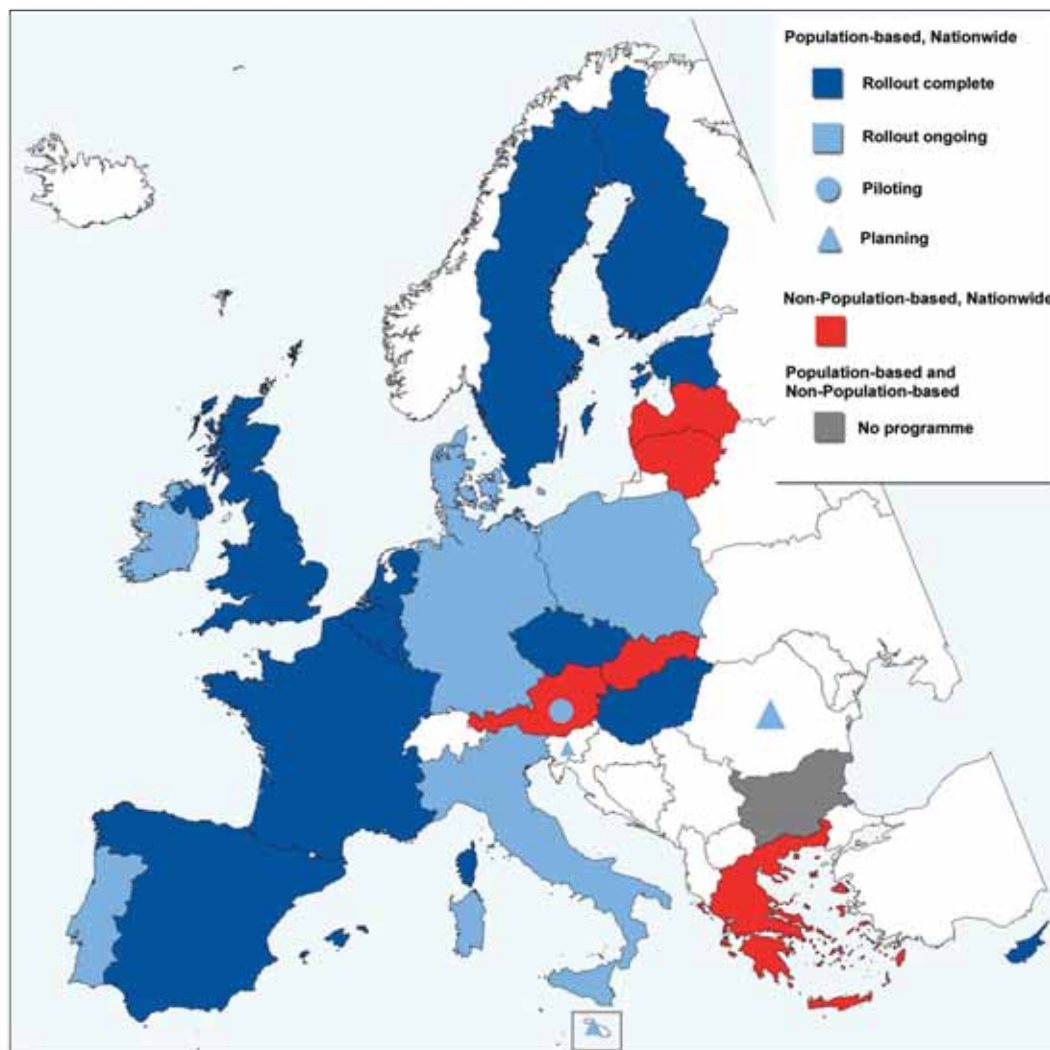 Population-based, Nationwide
Rollout complete
Rollout ongoing
Piloting
Planning
Non-Population-based, Nationwide
Population-based and
Non-Population-based
No programme